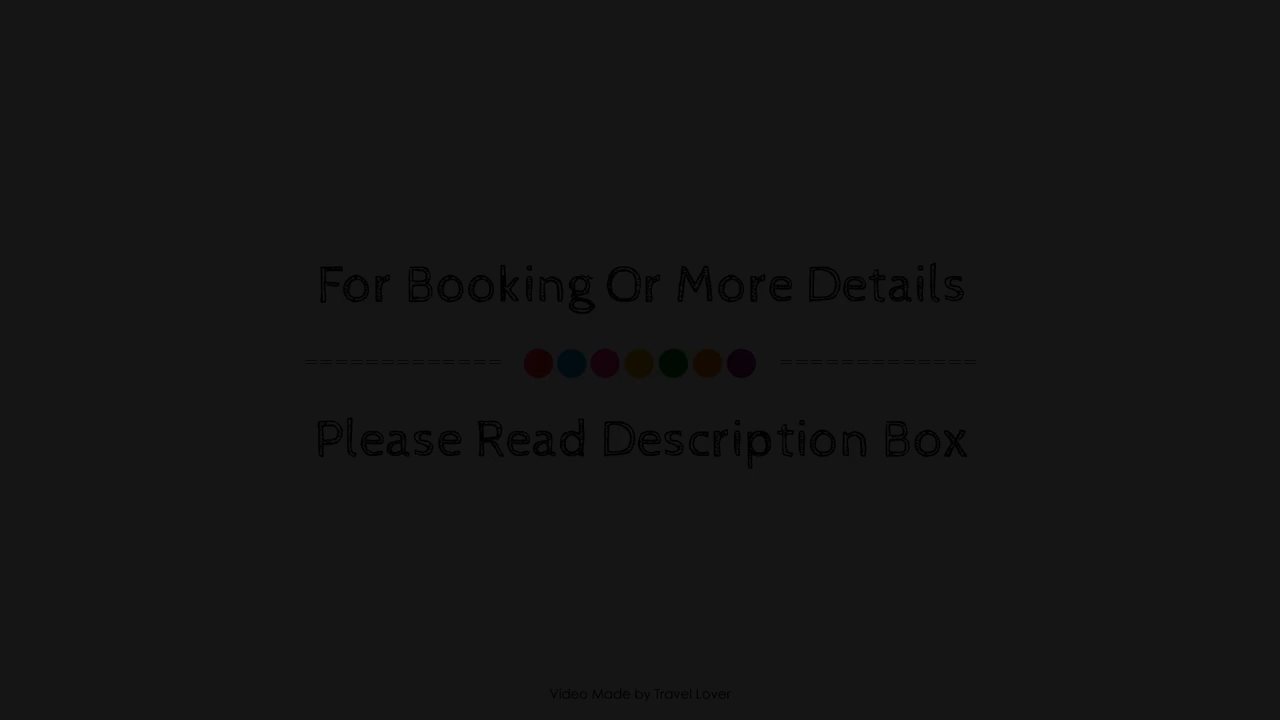 For Booking Or More Details
============= =============
Please Read Description Box
Video Made by Travel Lover